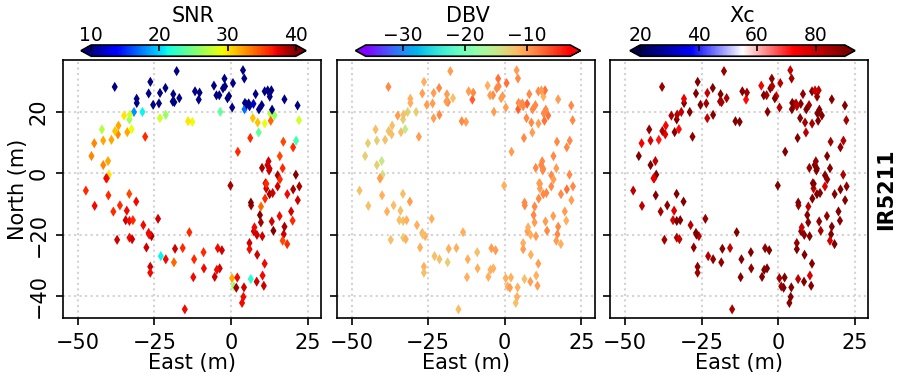 SNR DBV Xc
10 20 30 40 −30 −20 −10 20 40 60 80
North (m)
20
0
−20
−40
−50 −25 0 25 −50 −25 0 25 −50 −25 0 25
East (m) East (m) East (m)
IR5211